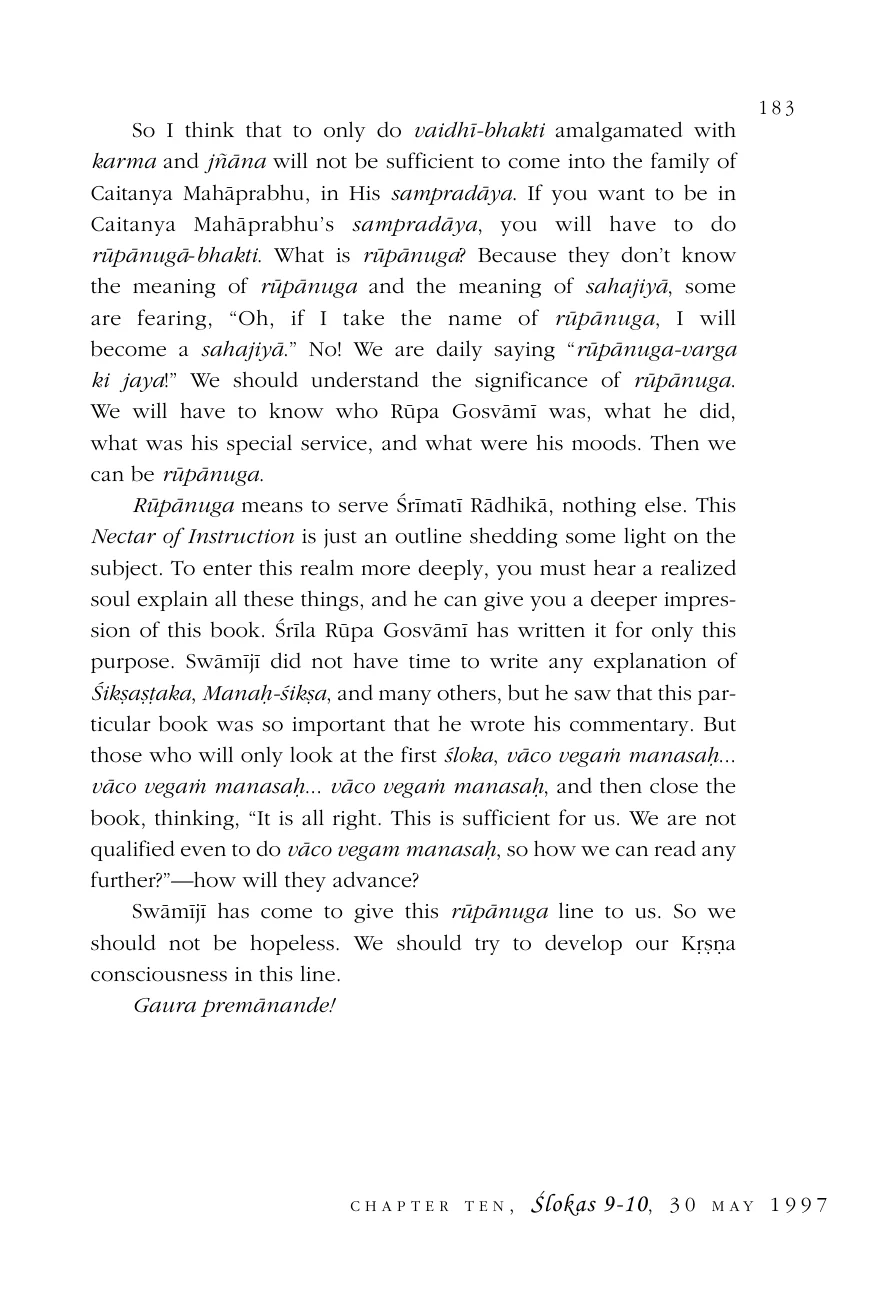 183
So I think that to only do vaidhī-bhakti amalgamated with
karma and jñāna will not be sufficient to come into the family of
Caitanya Mahāprabhu, in His sampradāya. If you want to be in
Caitanya Mahāprabhu’s sampradāya, you will have to do
rūpānugā-bhakti. What is rūpānuga? Because they don’t know
the meaning of rūpānuga and the meaning of sahajiyā, some
are fearing, “Oh, if I take the name of rūpānuga, I will
become a sahajiyā.” No! We are daily saying “rūpānuga-varga
ki jaya!” We should understand the significance of rūpānuga.
We will have to know who Rūpa Gosvāmī was, what he did,
what was his special service, and what were his moods. Then we
can be rūpānuga.
Rūpānuga means to serve Śrīmatī Rādhikā, nothing else. This
Nectar of Instruction is just an outline shedding some light on the
subject. To enter this realm more deeply, you must hear a realized
soul explain all these things, and he can give you a deeper impres-
sion of this book. Śrīla Rūpa Gosvāmī has written it for only this
purpose. Swāmījī did not have time to write any explanation of
Śikṣaṣṭaka, Manaḥ-śikṣa, and many others, but he saw that this par-
ticular book was so important that he wrote his commentary. But
those who will only look at the first śloka, vāco vegaṁ manasaḥ...
vāco vegaṁ manasaḥ... vāco vegaṁ manasaḥ, and then close the
book, thinking, “It is all right. This is sufficient for us. We are not
qualified even to do vāco vegam manasaḥ, so how we can read any
further?”—how will they advance?
Swāmījī has come to give this rūpānuga line to us. So we
should not be hopeless. We should try to develop our Kṛṣṇa
consciousness in this line.
Gaura premānande!
CHAPTER TEN, Ślokas 9-10, 30 MAY 1997